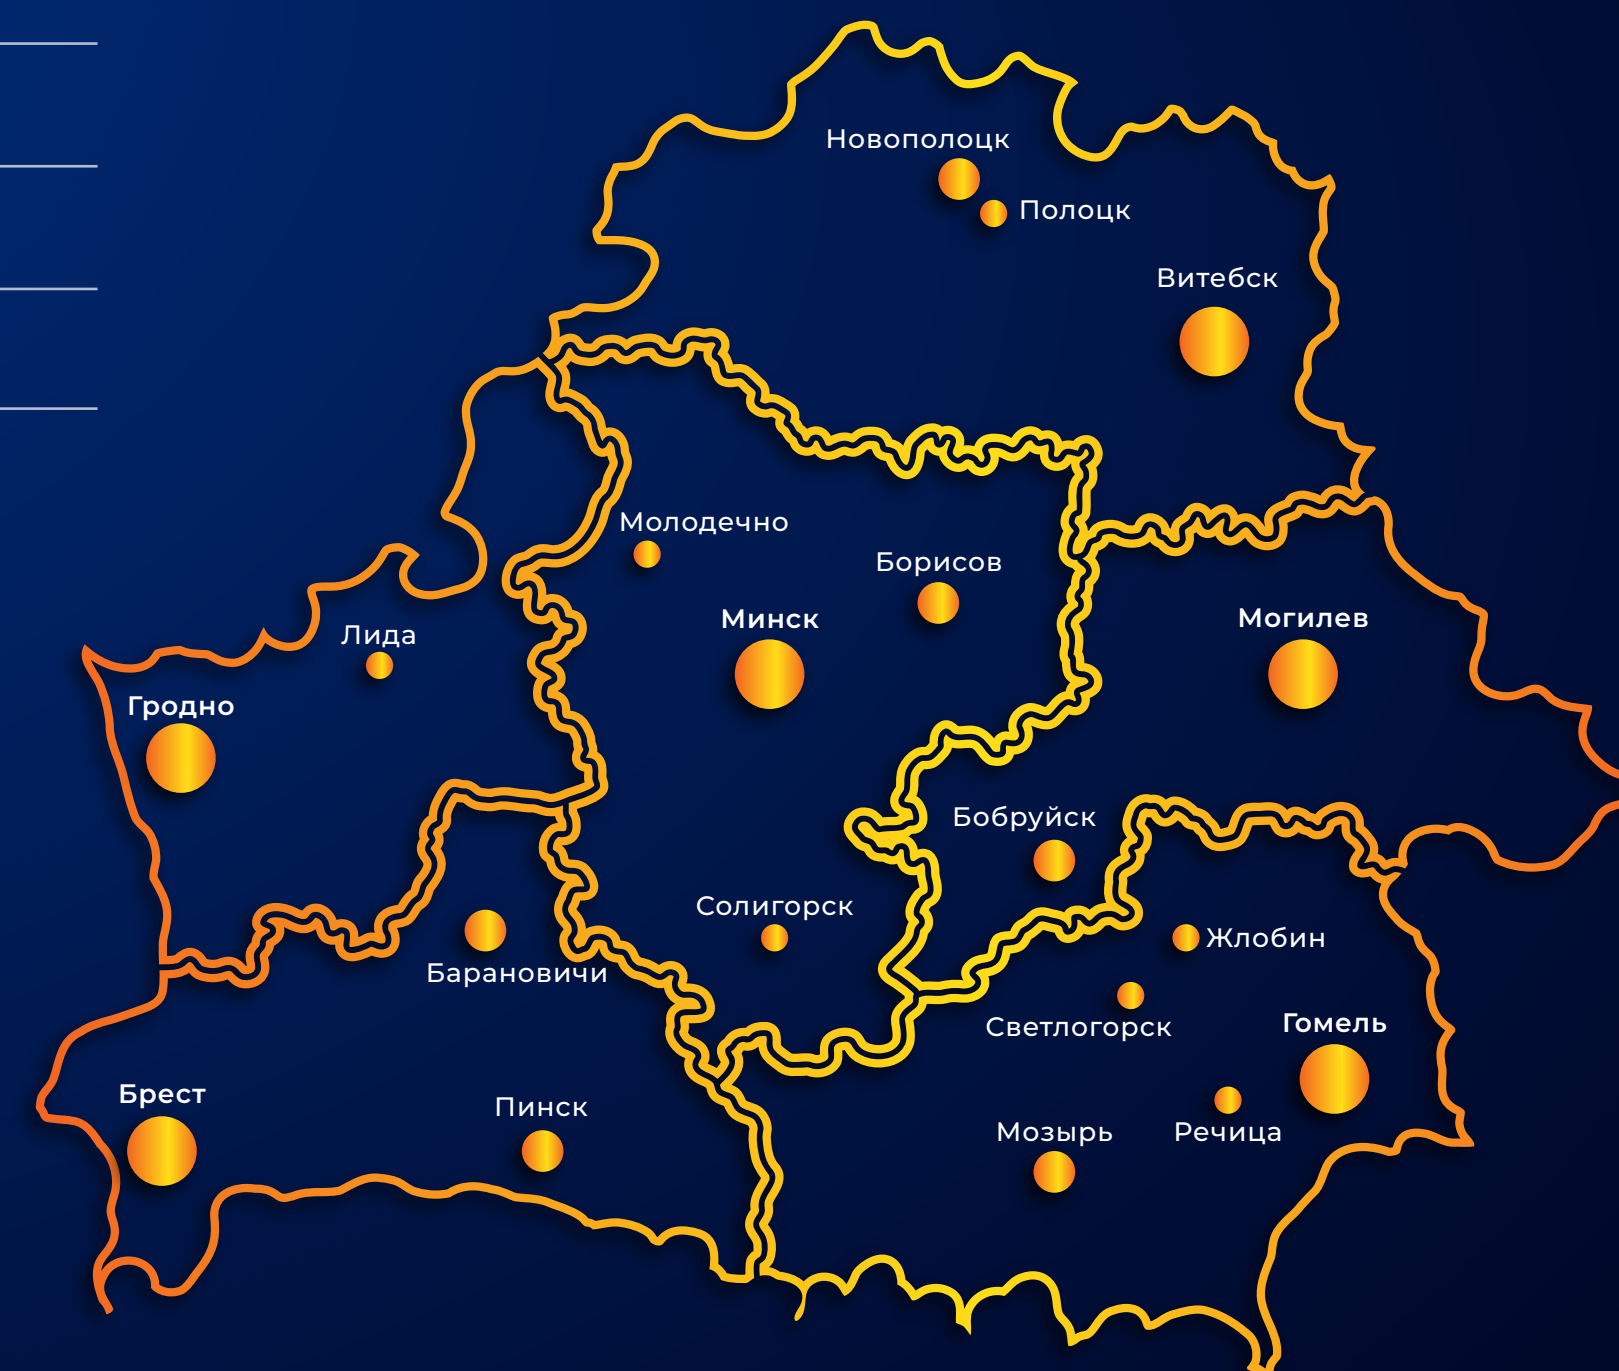 Новополоцк
Полоцк
Витебск
Молодечно
Борисов
Минск
Могилев
Лида
Гродно
Бобруйск
Солигорск
Жлобин
Барановичи
Светлогорск
Гомель
Брест
Пинск
Мозырь
Речица